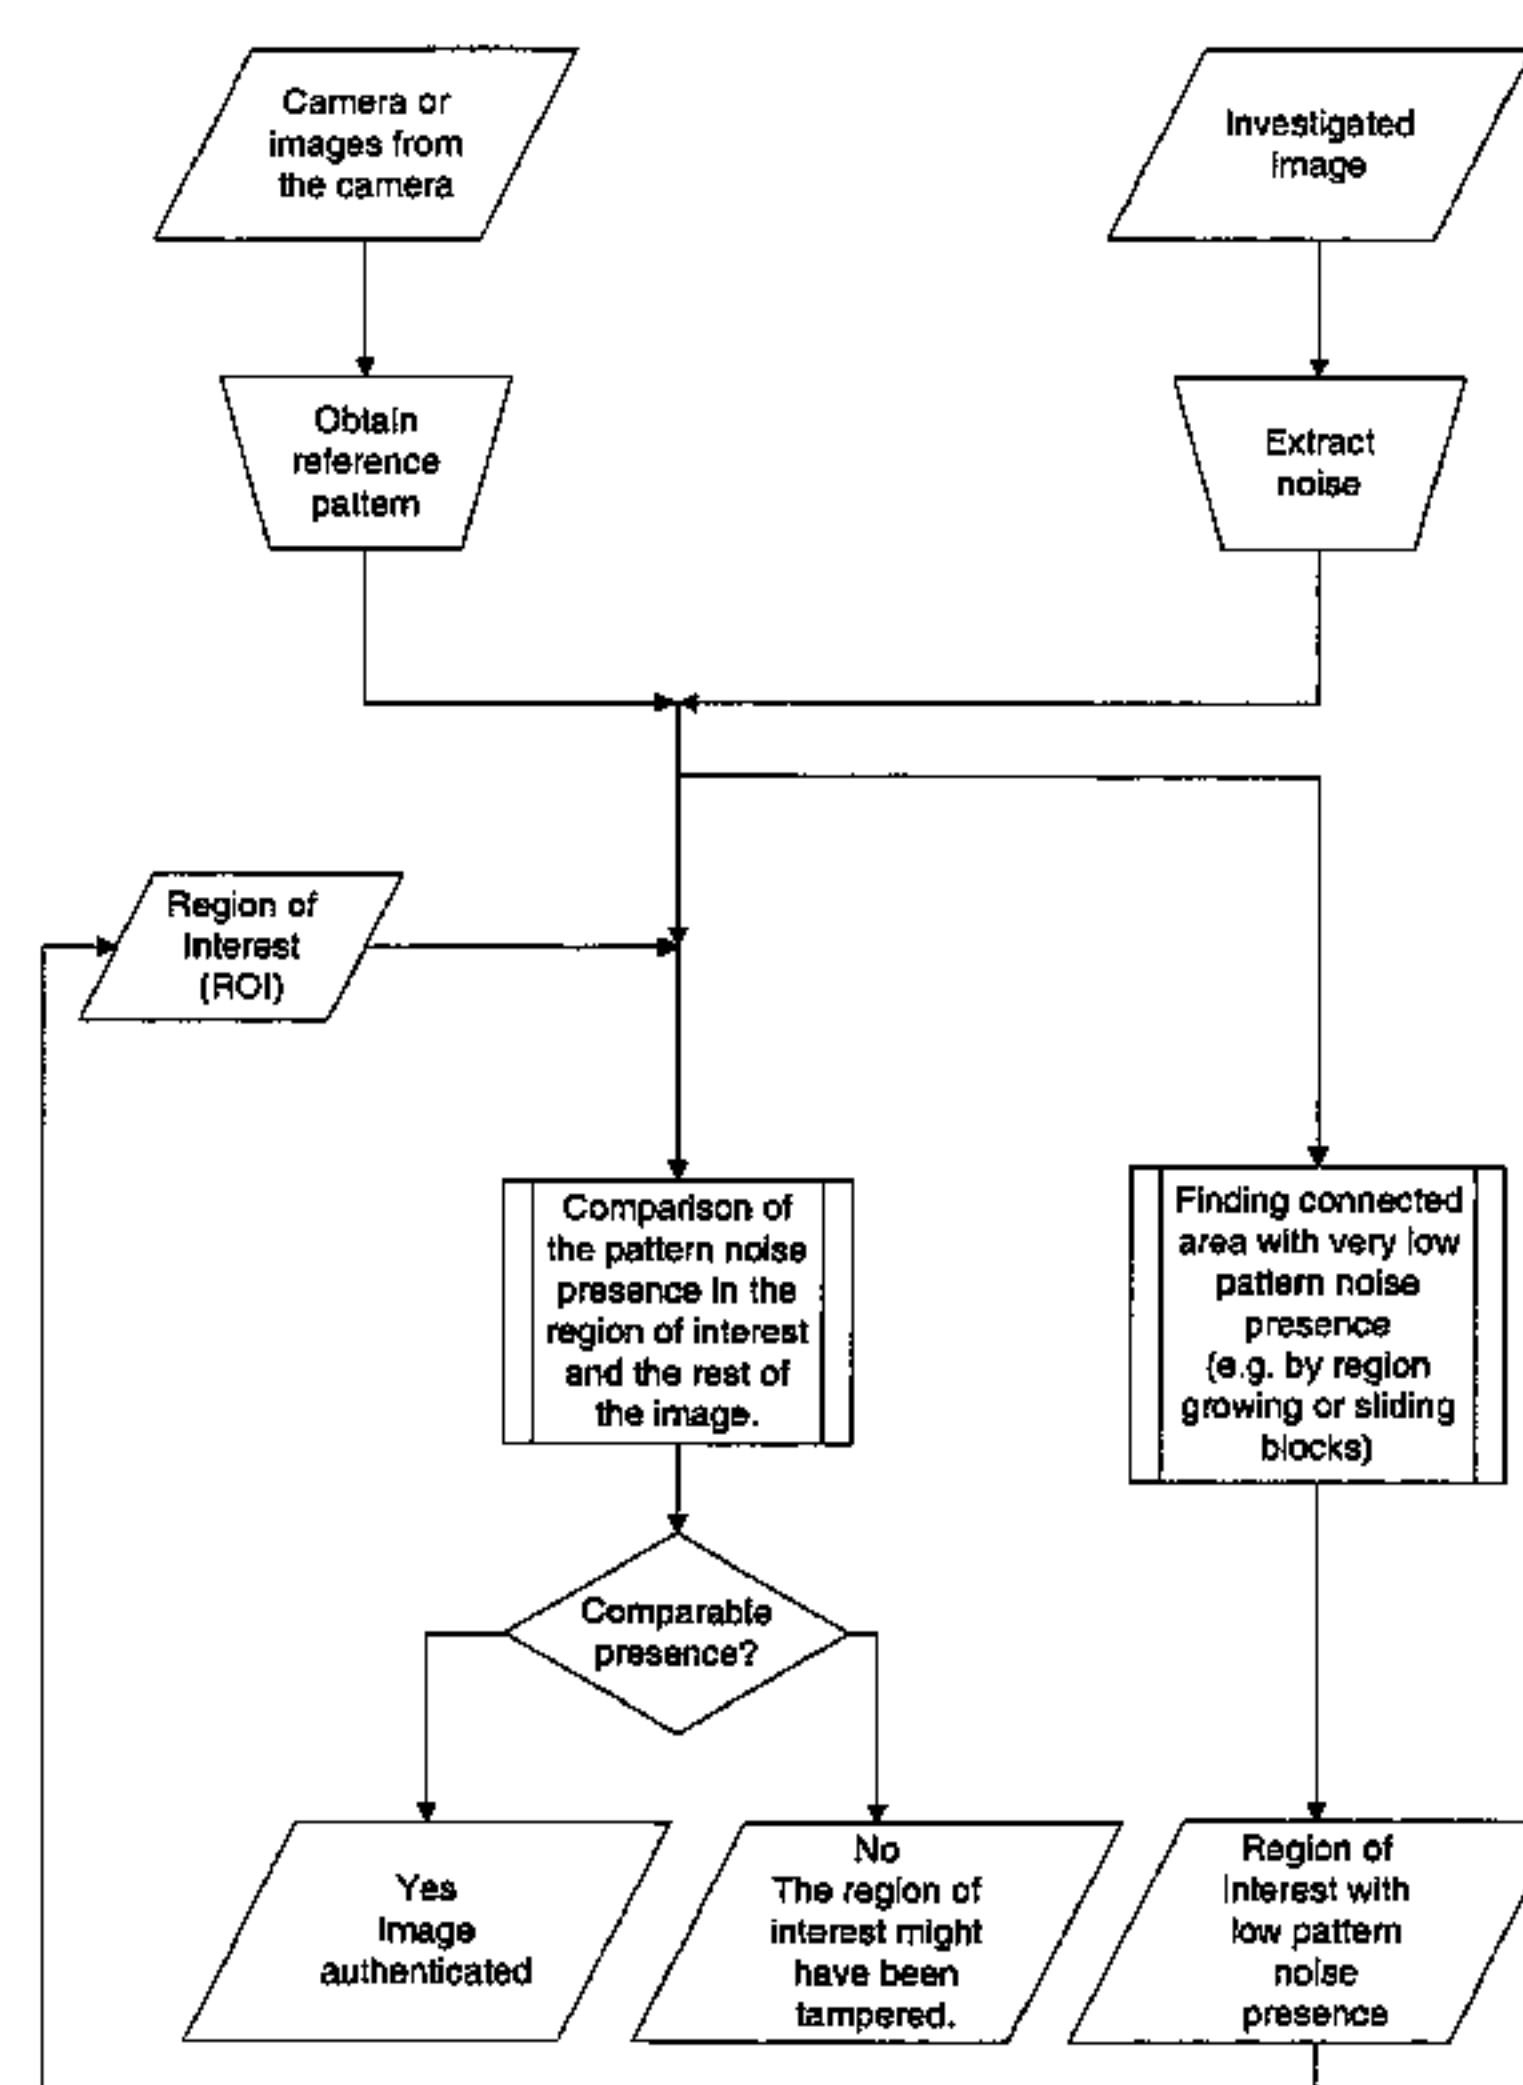 Camera or
images from
the camera
Investigated
image
Obtain
reference
pattern
Extract
noise
Region of
Interest
(ROI)
Comparison of
the pattern noise
presence in the
region of interest
and the rest of
the image.
Finding connected
area with very low
pattern noise
presence
(e.g. by region
growing or sliding
blocks)
Comparable
presence?
Yes
Image
authenticated
No
The region of
interest might
have been
tampered.
Region of
Interest with
low pattern
noise
presence